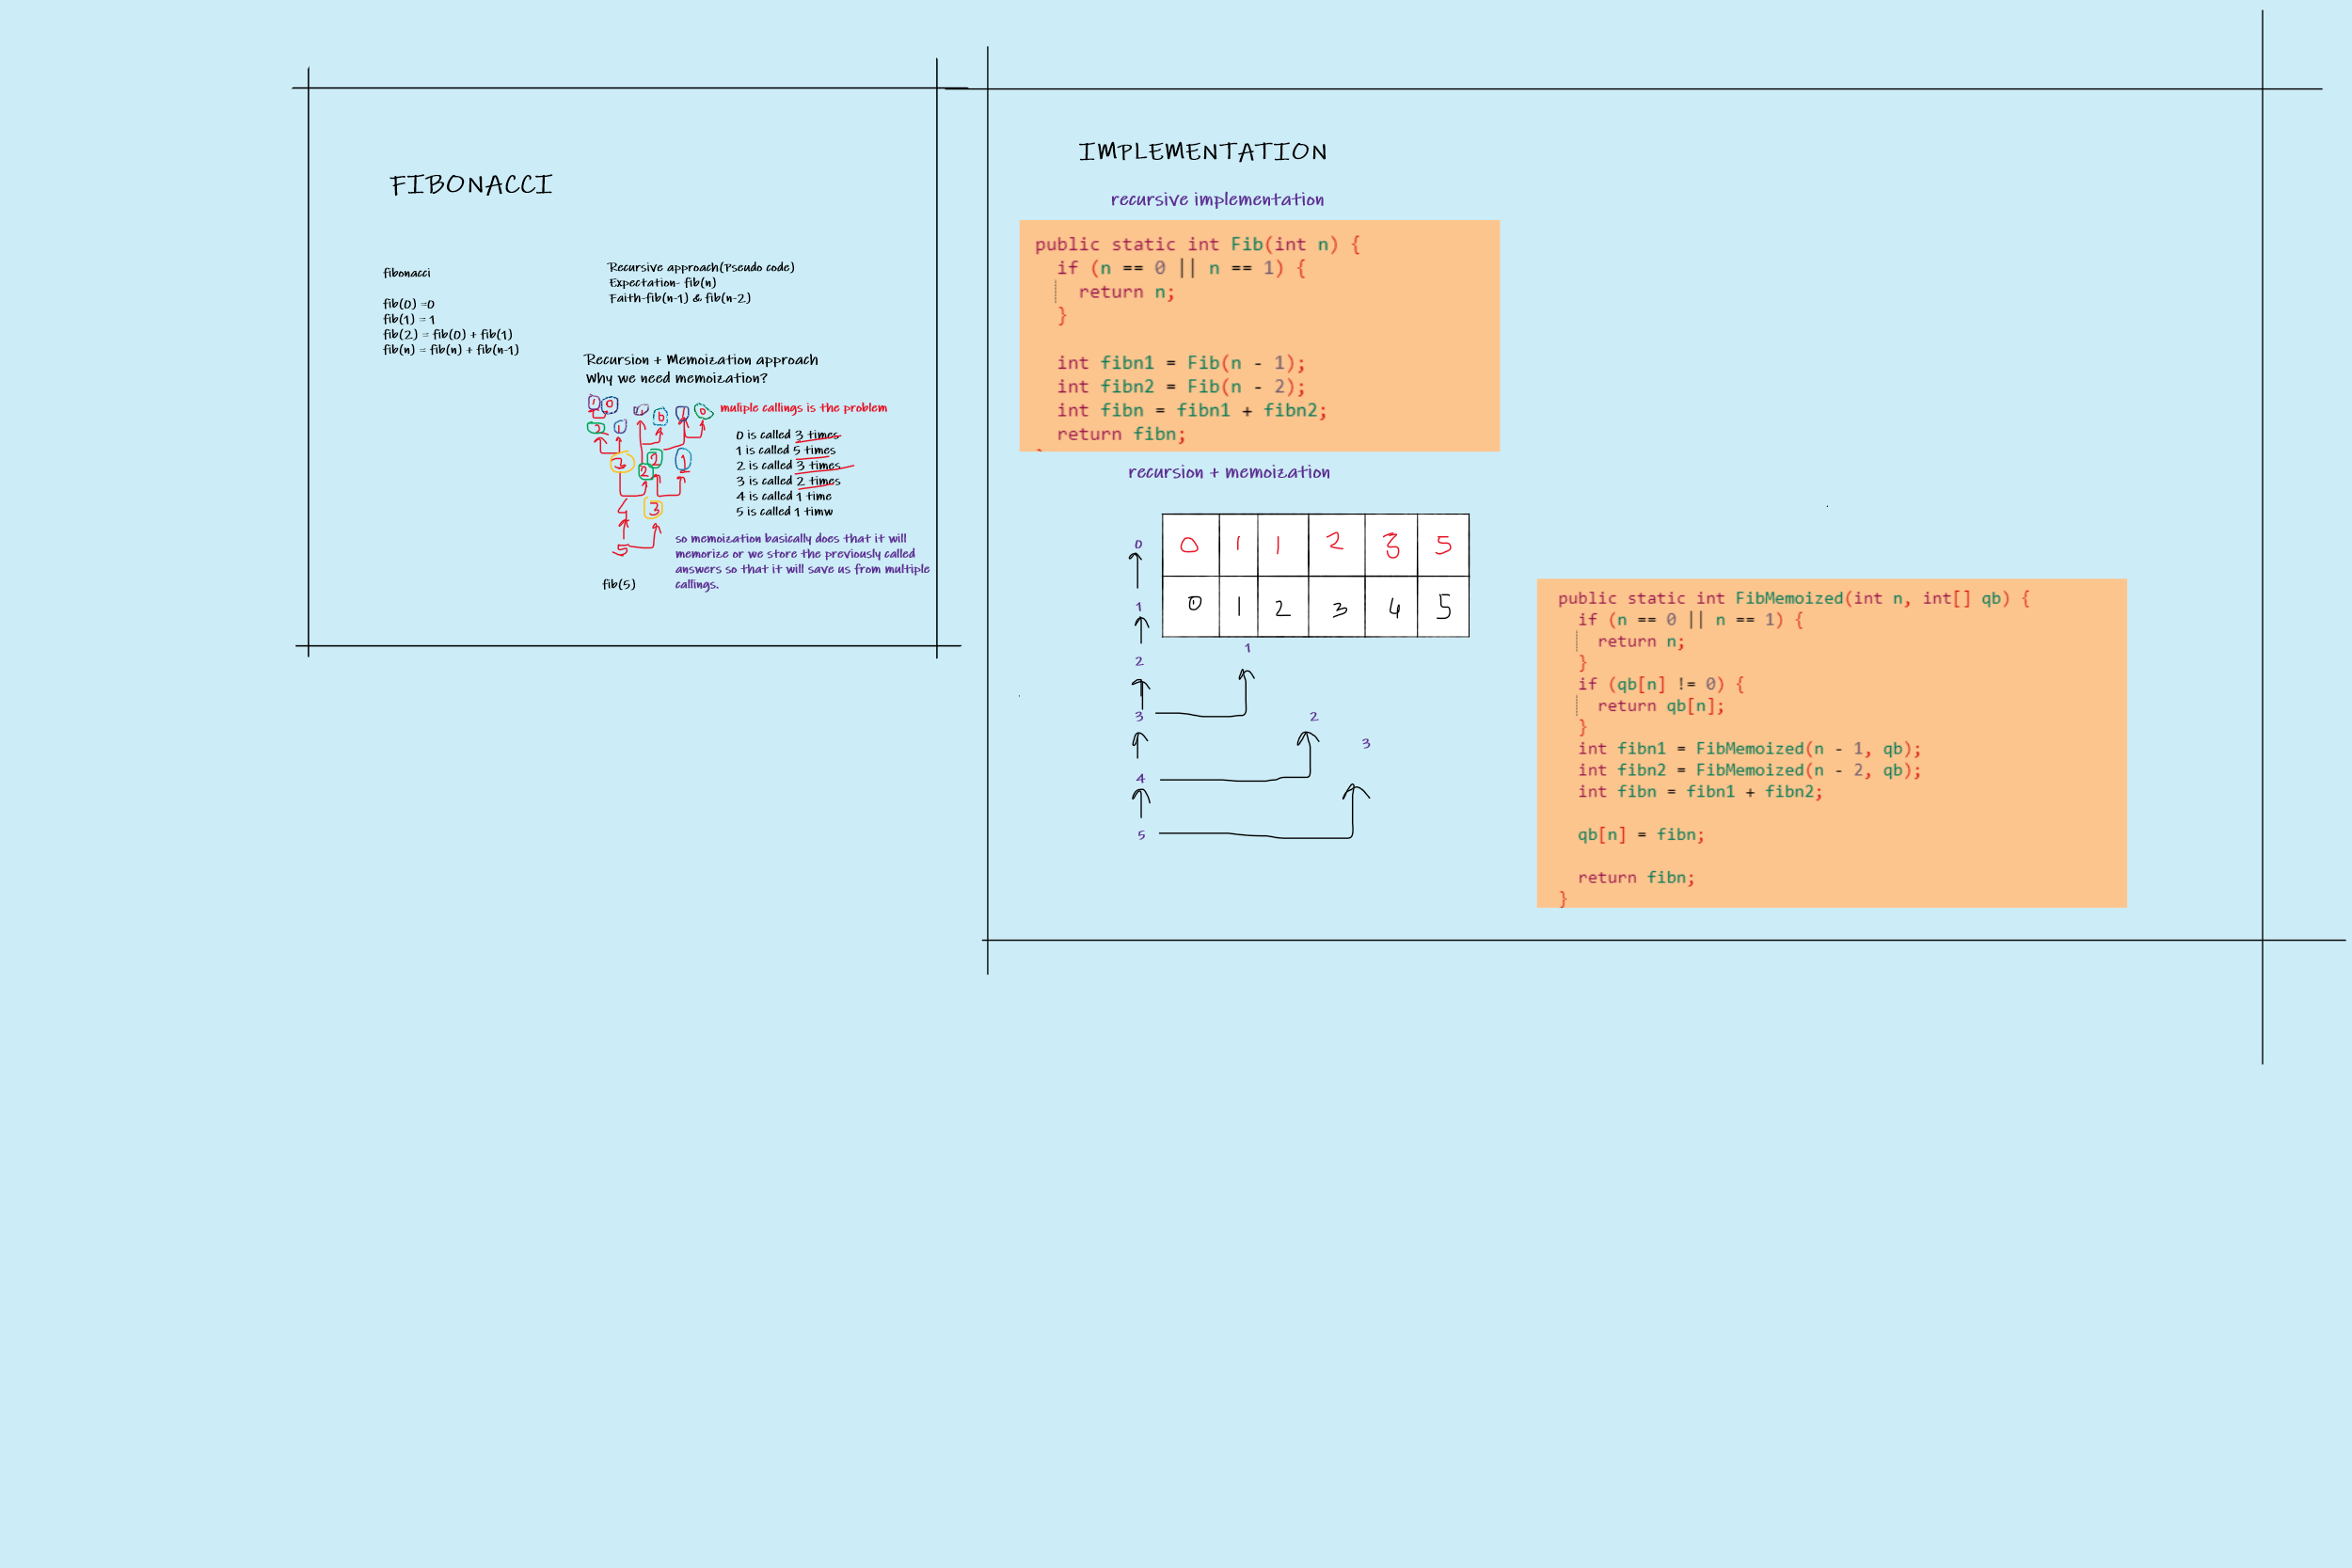 FIBONACCI
fibonacci
fib(0) =0
fib(1) = 1
fib(2) = fib(0) + fib(1)
fib(n) = fib(n) + fib(n-1)
Recursive approach(Pseudo code)
Expectation- fib(n)
Faith-fib(n-1) & fib(n-2)
Recursion + Memoization approach
Why we need memoization?
muliple callings is the problem
1 0 1 0 1 0
2 1
3 2 2 1
4 3
5
fib(5)
0 is called 3 times
1 is called 5 times
2 is called 3 times
3 is called 2 times
4 is called 1 time
5 is called 1 timw
so memoization basically does that it will
memorize or we store the previously called
answers so that it will save us from multiple
callings.
IMPLEMENTATION
recursive implementation
public static int Fib(int n) {
if (n == 0 || n == 1) {
return n;
}
int fibn1 = Fib(n - 1);
int fibn2 = Fib(n - 2);
int fibn = fibn1 + fibn2;
return fibn;
recursion + memoization
0 1 1 2 3 5
0 1 2 3 4 5
0
1
2 1
3 2
3
4
5
public static int FibMemoized(int n, int[] qb) {
if (n == 0 || n == 1) {
return n;
}
if (qb[n] != 0) {
return qb[n];
}
int fibn1 = FibMemoized(n - 1, qb);
int fibn2 = FibMemoized(n - 2, qb);
int fibn = fibn1 + fibn2;
qb[n] = fibn;
return fibn;
}